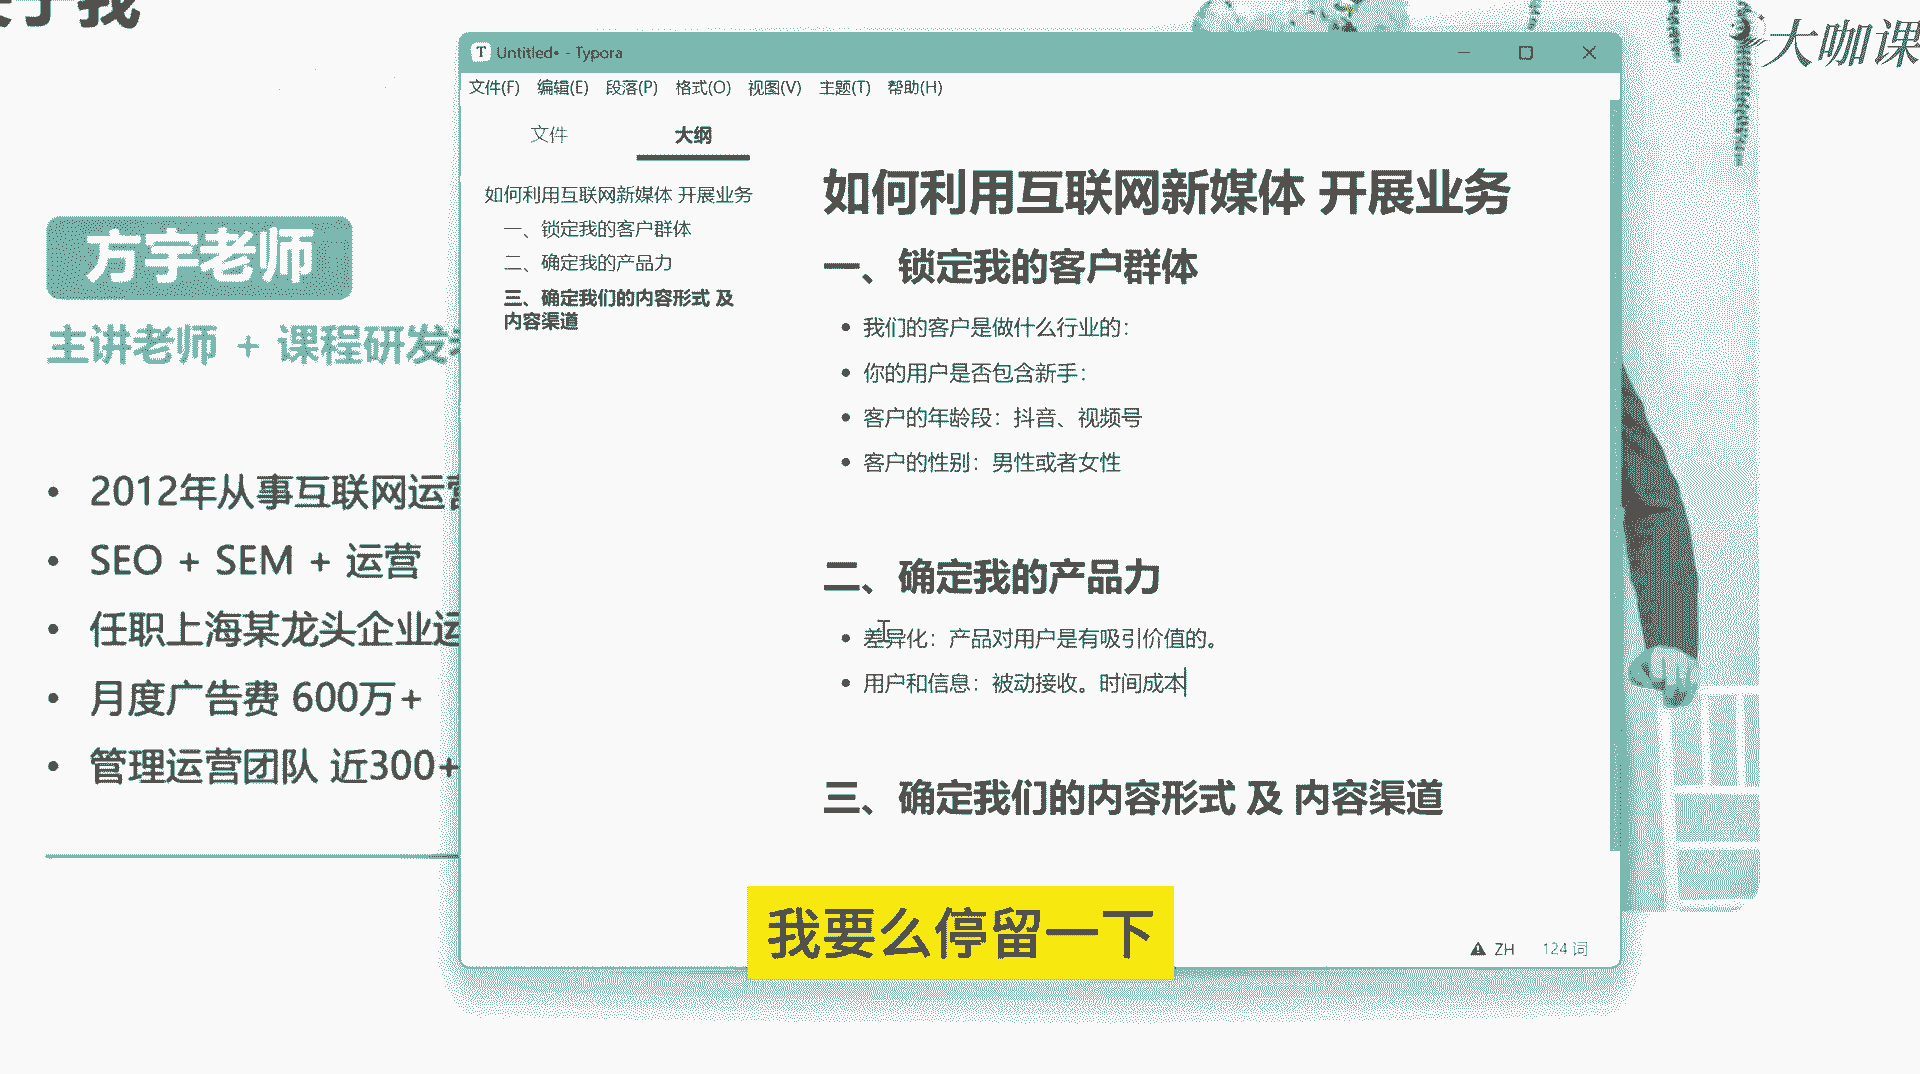 于我
大咖课
方宇老师
主讲老师 + 课程研发
2012年从事互联网运营
SEO + SEM + 运营
任职上海某龙头企业运
月度广告费 600万+
管理运营团队 近300+
Untitled• - Typora
文件(F) 编辑(E) 段落(P) 格式(O) 视图(V) 主题(T) 帮助(H)
文件 大纲
如何利用互联网新媒体 开展业务
一、锁定我的客户群体
二、确定我的产品力
三、确定我们的内容形式 及
内容渠道
如何利用互联网新媒体 开展业务
一、锁定我的客户群体
我们的客户是做什么行业的：
你的用户是否包含新手：
客户的年龄段：抖音、视频号
客户的性别：男性或者女性
二、确定我的产品力
差异化：产品对用户是有吸引价值的。
用户和信息：被动接收。时间成本
三、确定我们的内容形式 及 内容渠道
我要么停留一下
ZH 124 词